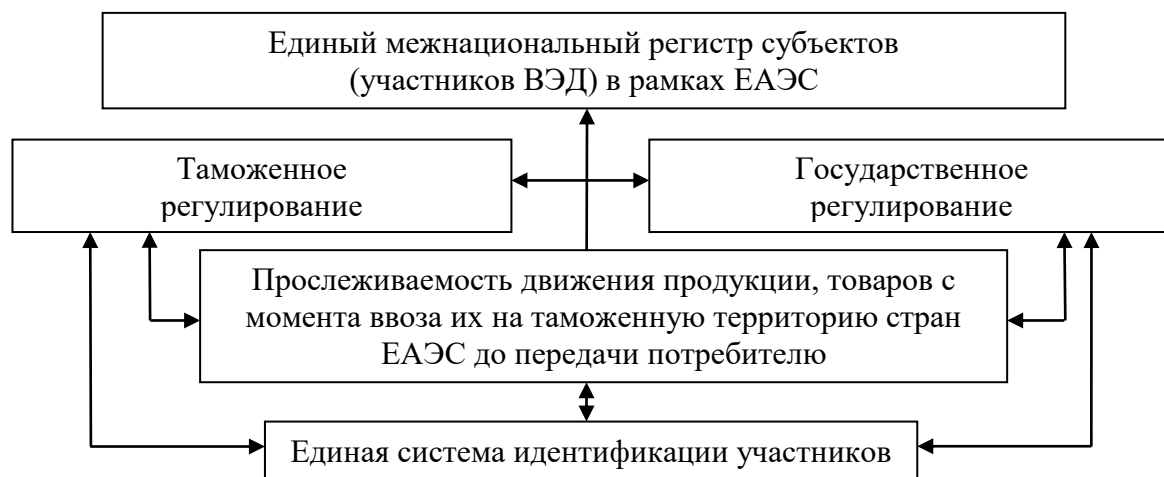 Единый межнациональный регистр субъектов
(участников ВЭД) в рамках ЕАЭС
Таможенное
регулирование
Государственное
регулирование
Прослеживаемость движения продукции, товаров с
момента ввоза их на таможенную территорию стран
ЕАЭС до передачи потребителю
Единая система идентификации участников